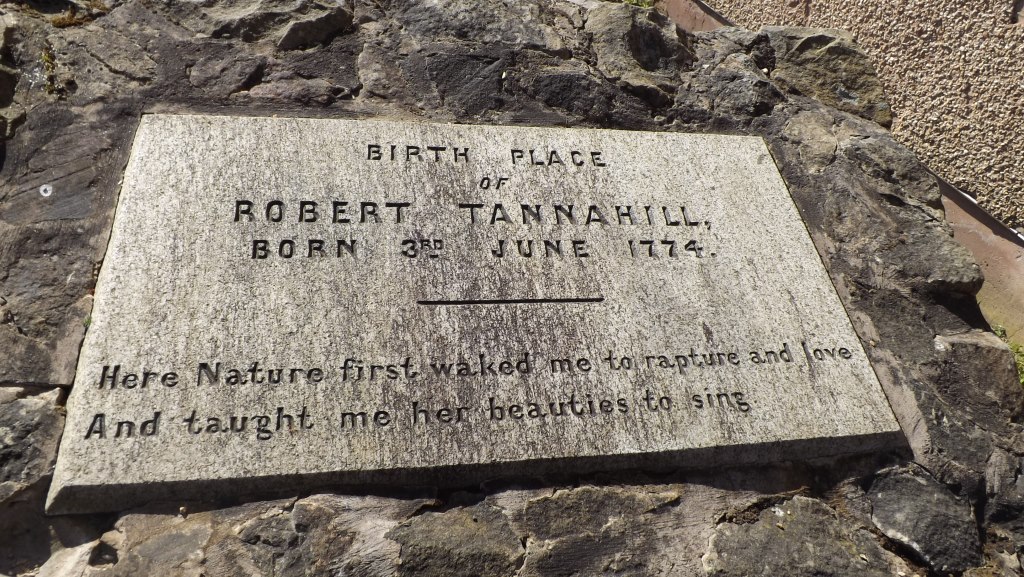 BIRTH PLACE
OF
ROBERT TANNAHILL,
BORN 3RD JUNE 1774.
Here Nature first waked me to rapture and love
And taught me her beauties to sing